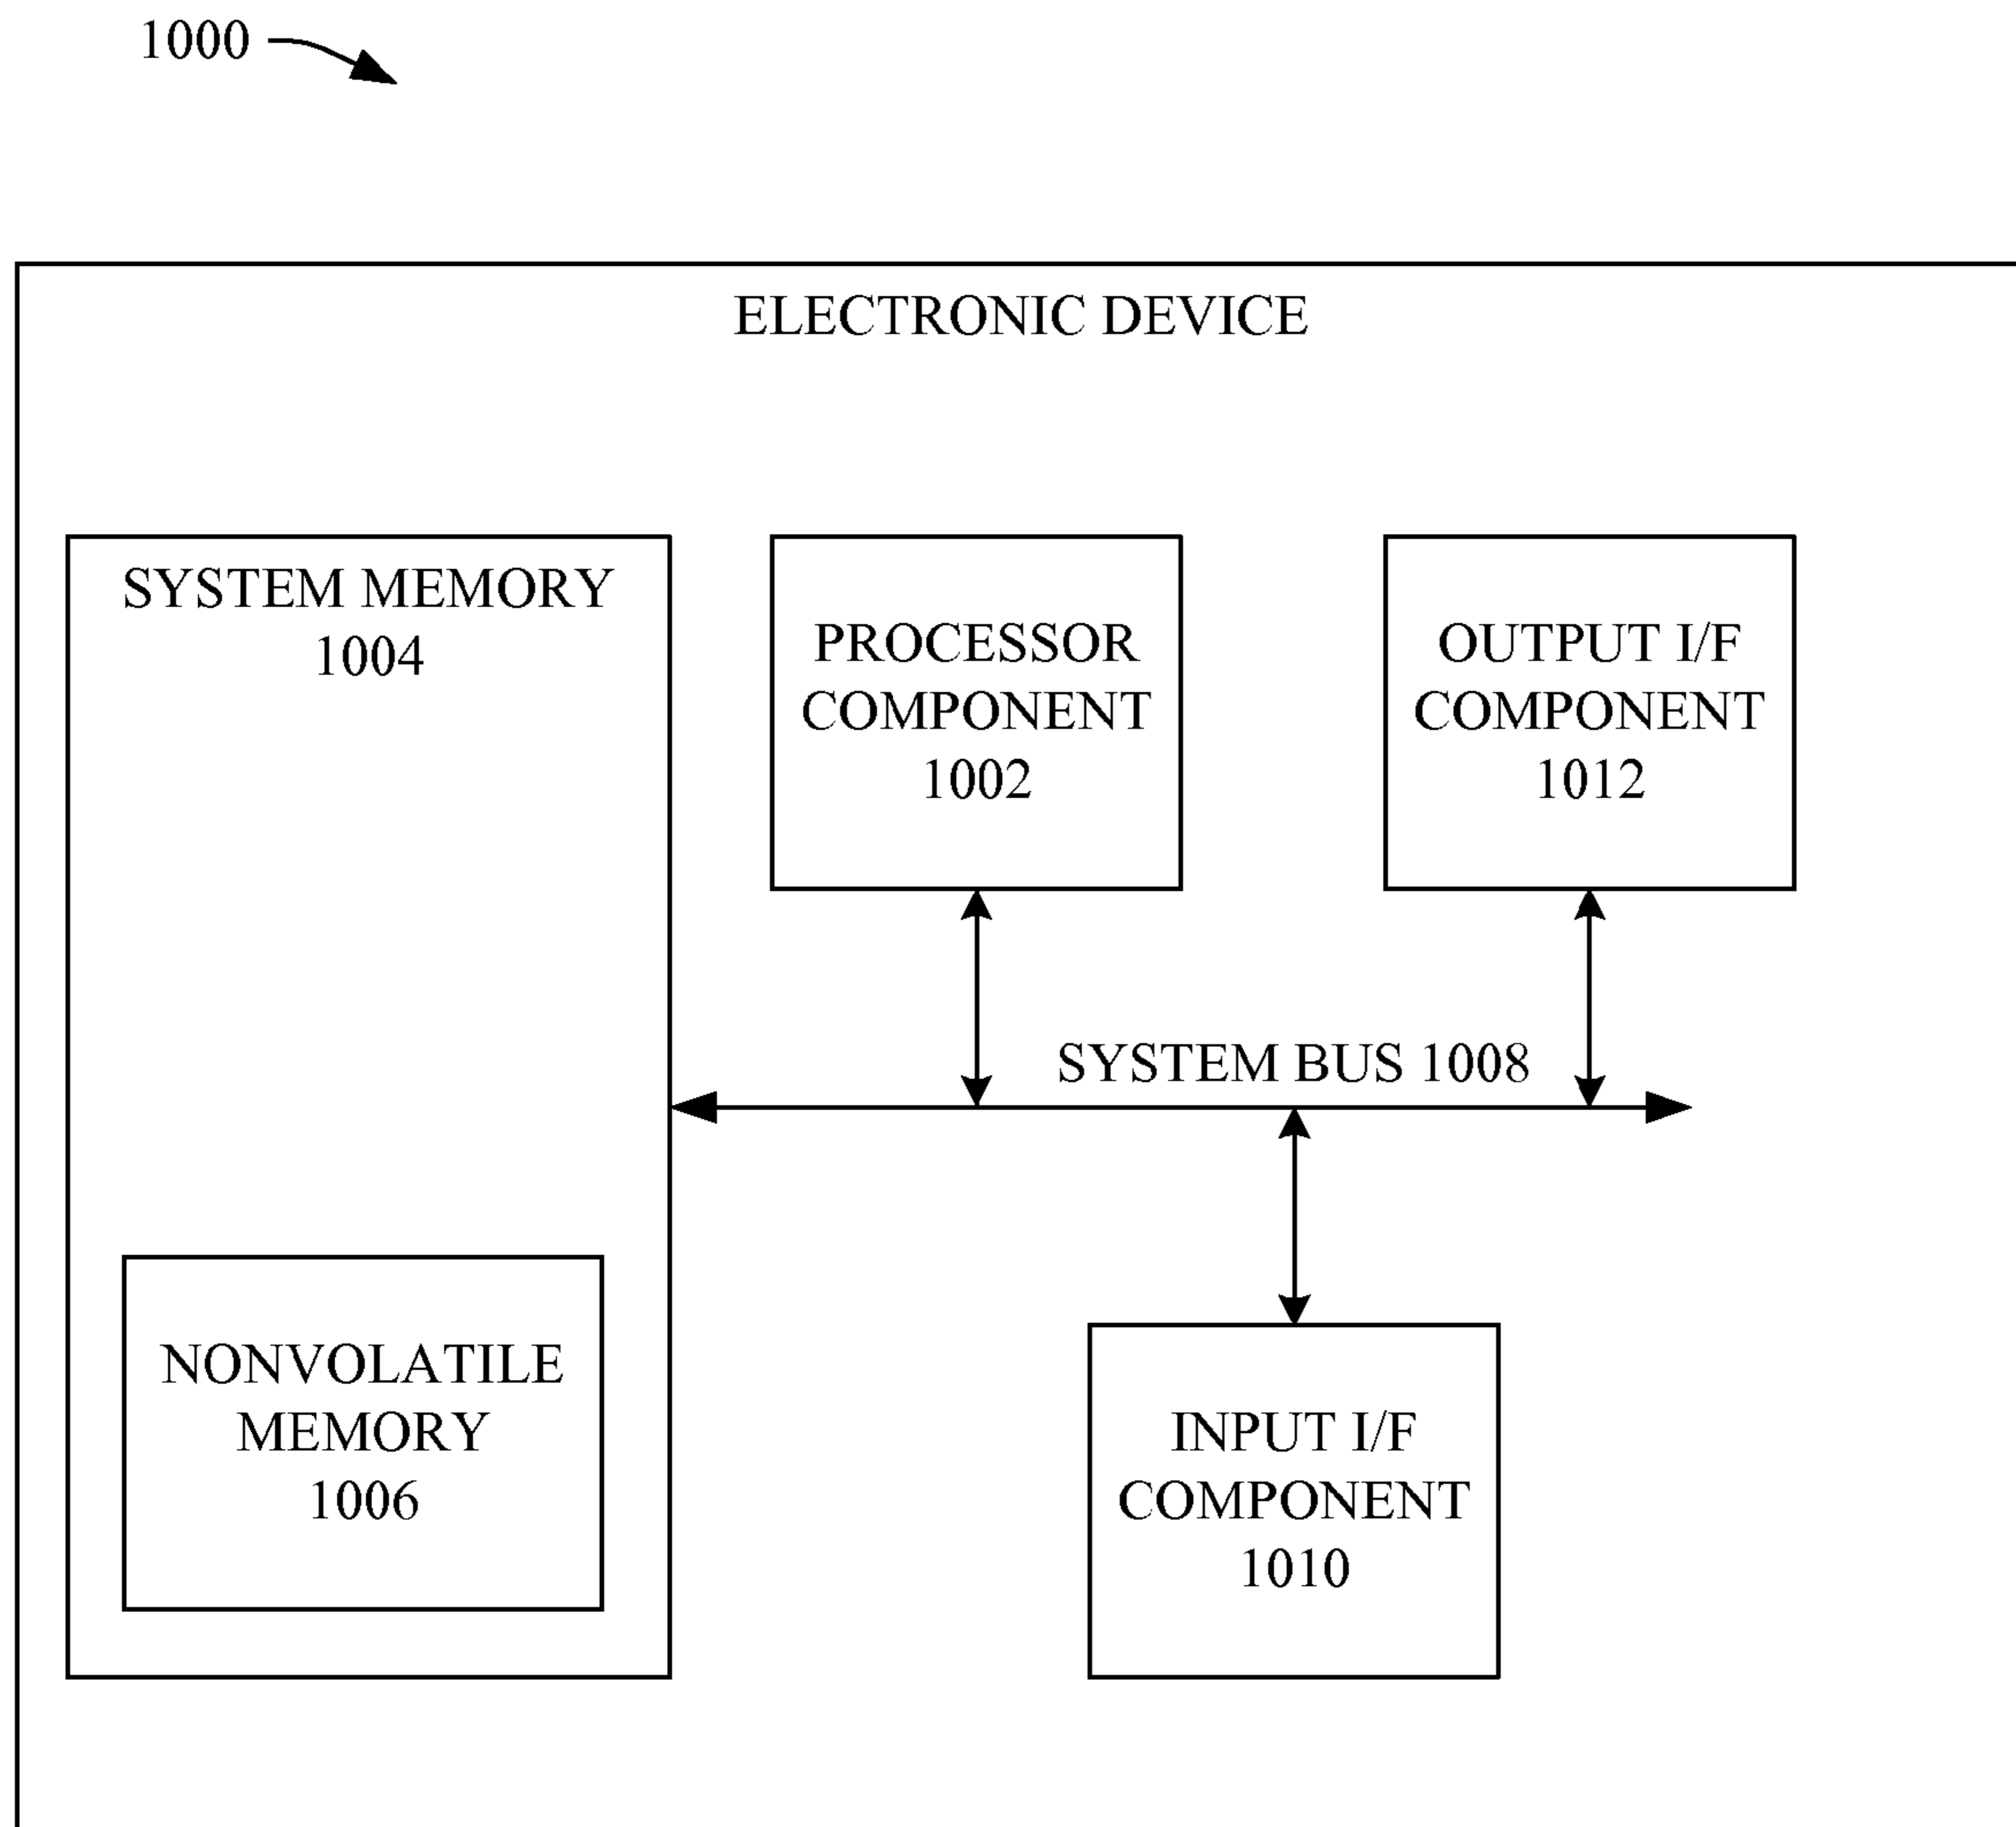 1000
ELECTRONIC DEVICE
SYSTEM MEMORY
1004
PROCESSOR
COMPONENT
1002
OUTPUT I/F
COMPONENT
1012
SYSTEM BUS 1008
NONVOLATILE
MEMORY
1006
INPUT I/F
COMPONENT
1010